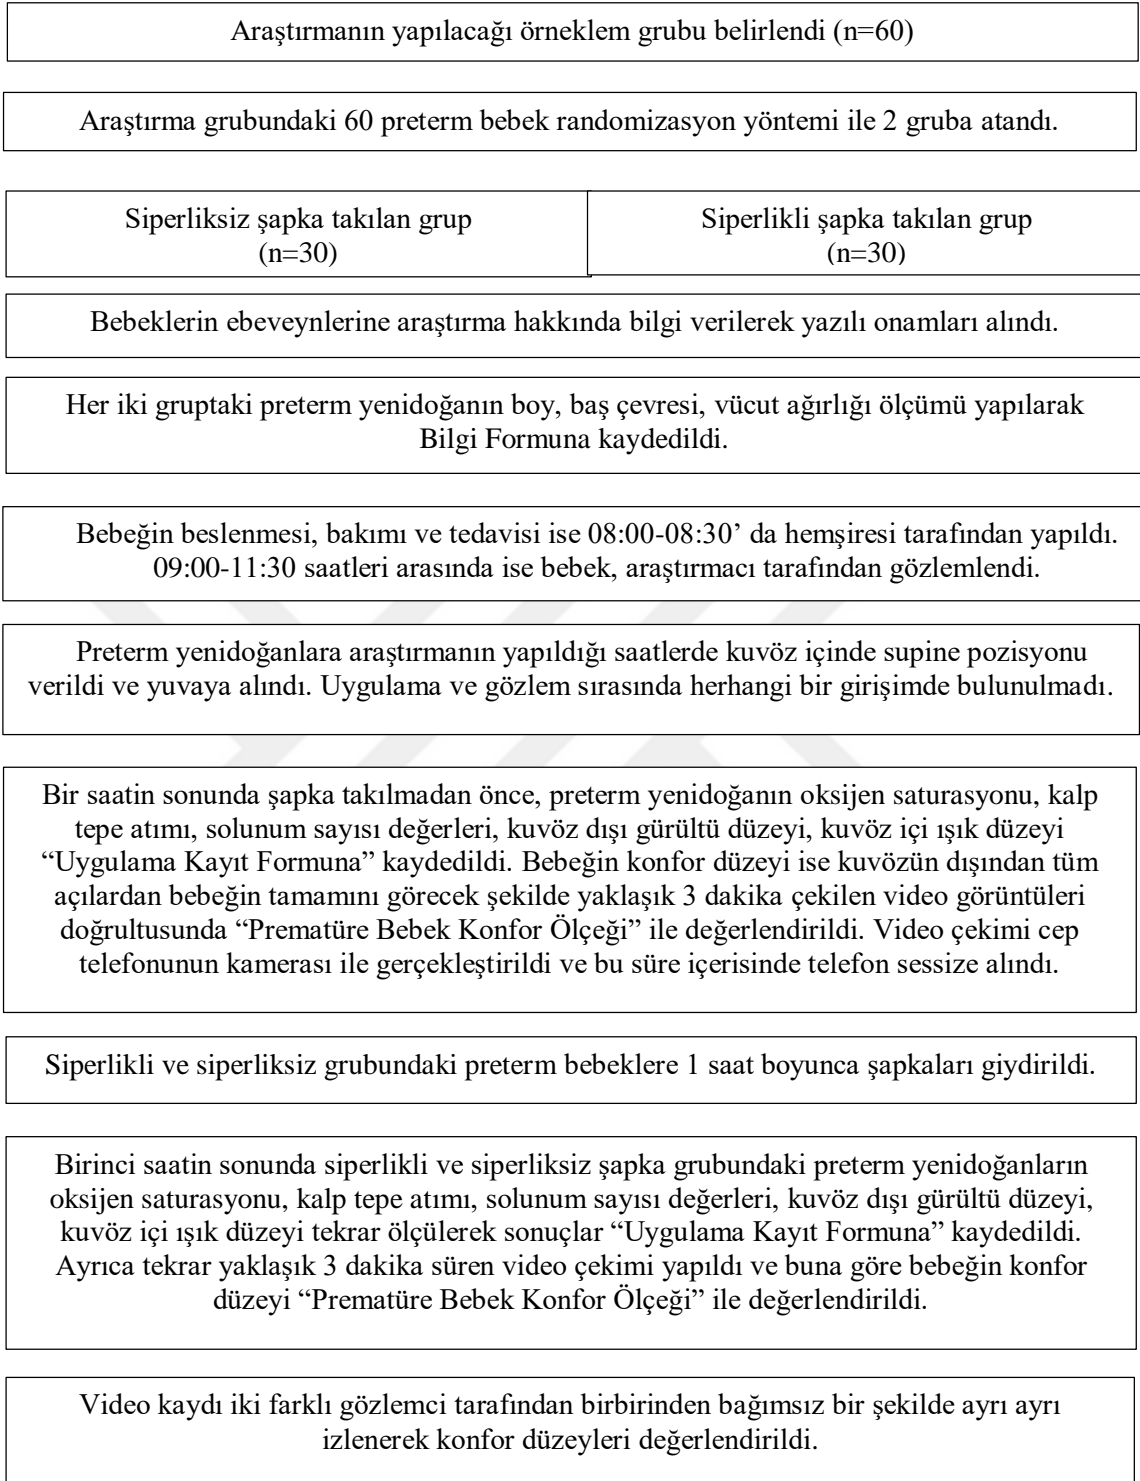 Araştırmanın yapılacağı örneklem grubu belirlendi (n=60)
Araştırma grubundaki 60 preterm bebek randomizasyon yöntemi ile 2 gruba atandı.
Siperliksiz şapka takılan grup
(n=30)
Siperlikli şapka takılan grup
(n=30)
Bebeklerin ebeveynlerine araştırma hakkında bilgi verilerek yazılı onamları alındı.
Her iki gruptaki preterm yenidoğanın boy, baş çevresi, vücut ağırlığı ölçümü yapılarak
Bilgi Formuna kaydedildi.
Bebeğin beslenmesi, bakımı ve tedavisi ise 08:00-08:30’ da hemşiresi tarafından yapıldı.
09:00-11:30 saatleri arasında ise bebek, araştırmacı tarafından gözlemlendi.
Preterm yenidoğanlara araştırmanın yapıldığı saatlerde kuvöz içinde supine pozisyonu
verildi ve yuvaya alındı. Uygulama ve gözlem sırasında herhangi bir girişimde bulunulmadı.
Bir saatin sonunda şapka takılmadan önce, preterm yenidoğanın oksijen saturasyonu, kalp
tepe atımı, solunum sayısı değerleri, kuvöz dışı gürültü düzeyi, kuvöz içi ışık düzeyi
“Uygulama Kayıt Formuna” kaydedildi. Bebeğin konfor düzeyi ise kuvözün dışından tüm
açılardan bebeğin tamamını görecek şekilde yaklaşık 3 dakika çekilen video görüntüleri
doğrultusunda “Prematüre Bebek Konfor Ölçeği” ile değerlendirildi. Video çekimi cep
telefonunun kamerası ile gerçekleştirildi ve bu süre içerisinde telefon sessize alındı.
Siperlikli ve siperliksiz grubundaki preterm bebeklere 1 saat boyunca şapkaları giydirildi.
Birinci saatin sonunda siperlikli ve siperliksiz şapka grubundaki preterm yenidoğanların
oksijen saturasyonu, kalp tepe atımı, solunum sayısı değerleri, kuvöz dışı gürültü düzeyi,
kuvöz içi ışık düzeyi tekrar ölçülerek sonuçlar “Uygulama Kayıt Formuna” kaydedildi.
Ayrıca tekrar yaklaşık 3 dakika süren video çekimi yapıldı ve buna göre bebeğin konfor
düzeyi “Prematüre Bebek Konfor Ölçeği” ile değerlendirildi.
Video kaydı iki farklı gözlemci tarafından birbirinden bağımsız bir şekilde ayrı ayrı
izlenerek konfor düzeyleri değerlendirildi.